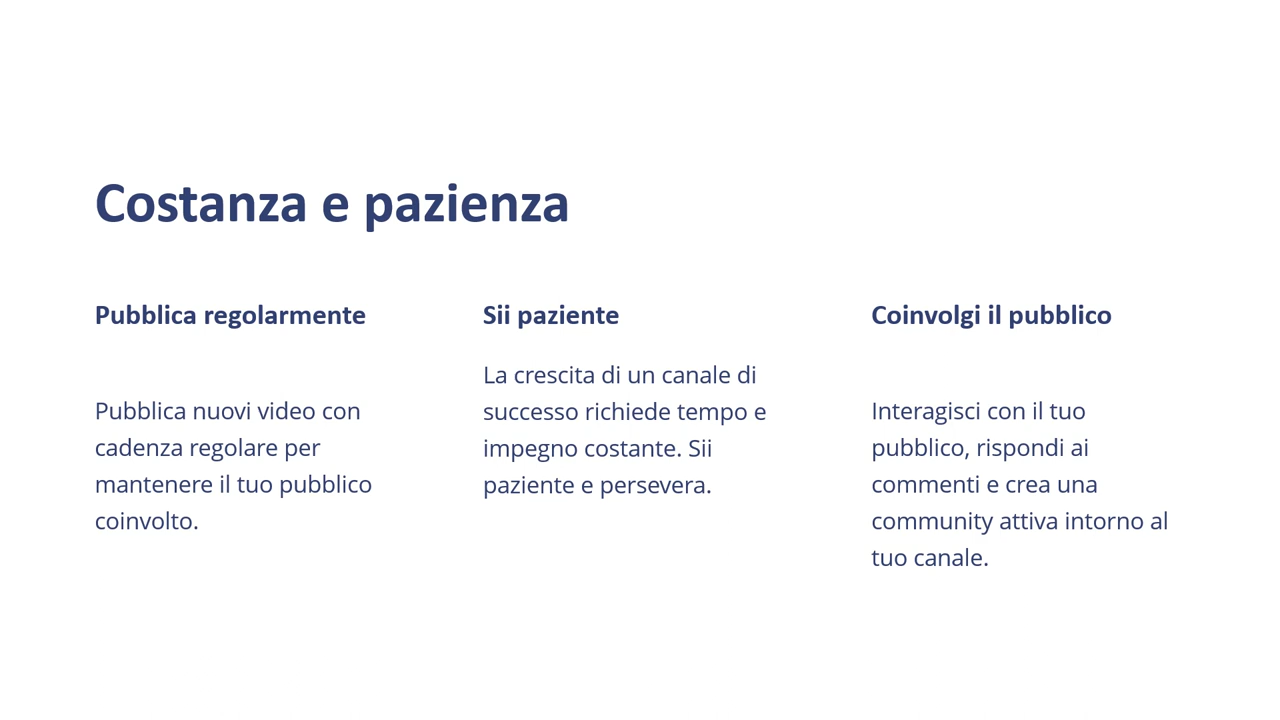 Costanza e pazienza
Pubblica regolarmente
Pubblica nuovi video con
cadenza regolare per
mantenere il tuo pubblico
coinvolto.
Sii paziente
La crescita di un canale di
successo richiede tempo e
impegno costante. Sii
paziente e persevera.
Coinvolgi il pubblico
Interagisci con il tuo
pubblico, rispondi ai
commenti e crea una
community attiva intorno al
tuo canale.